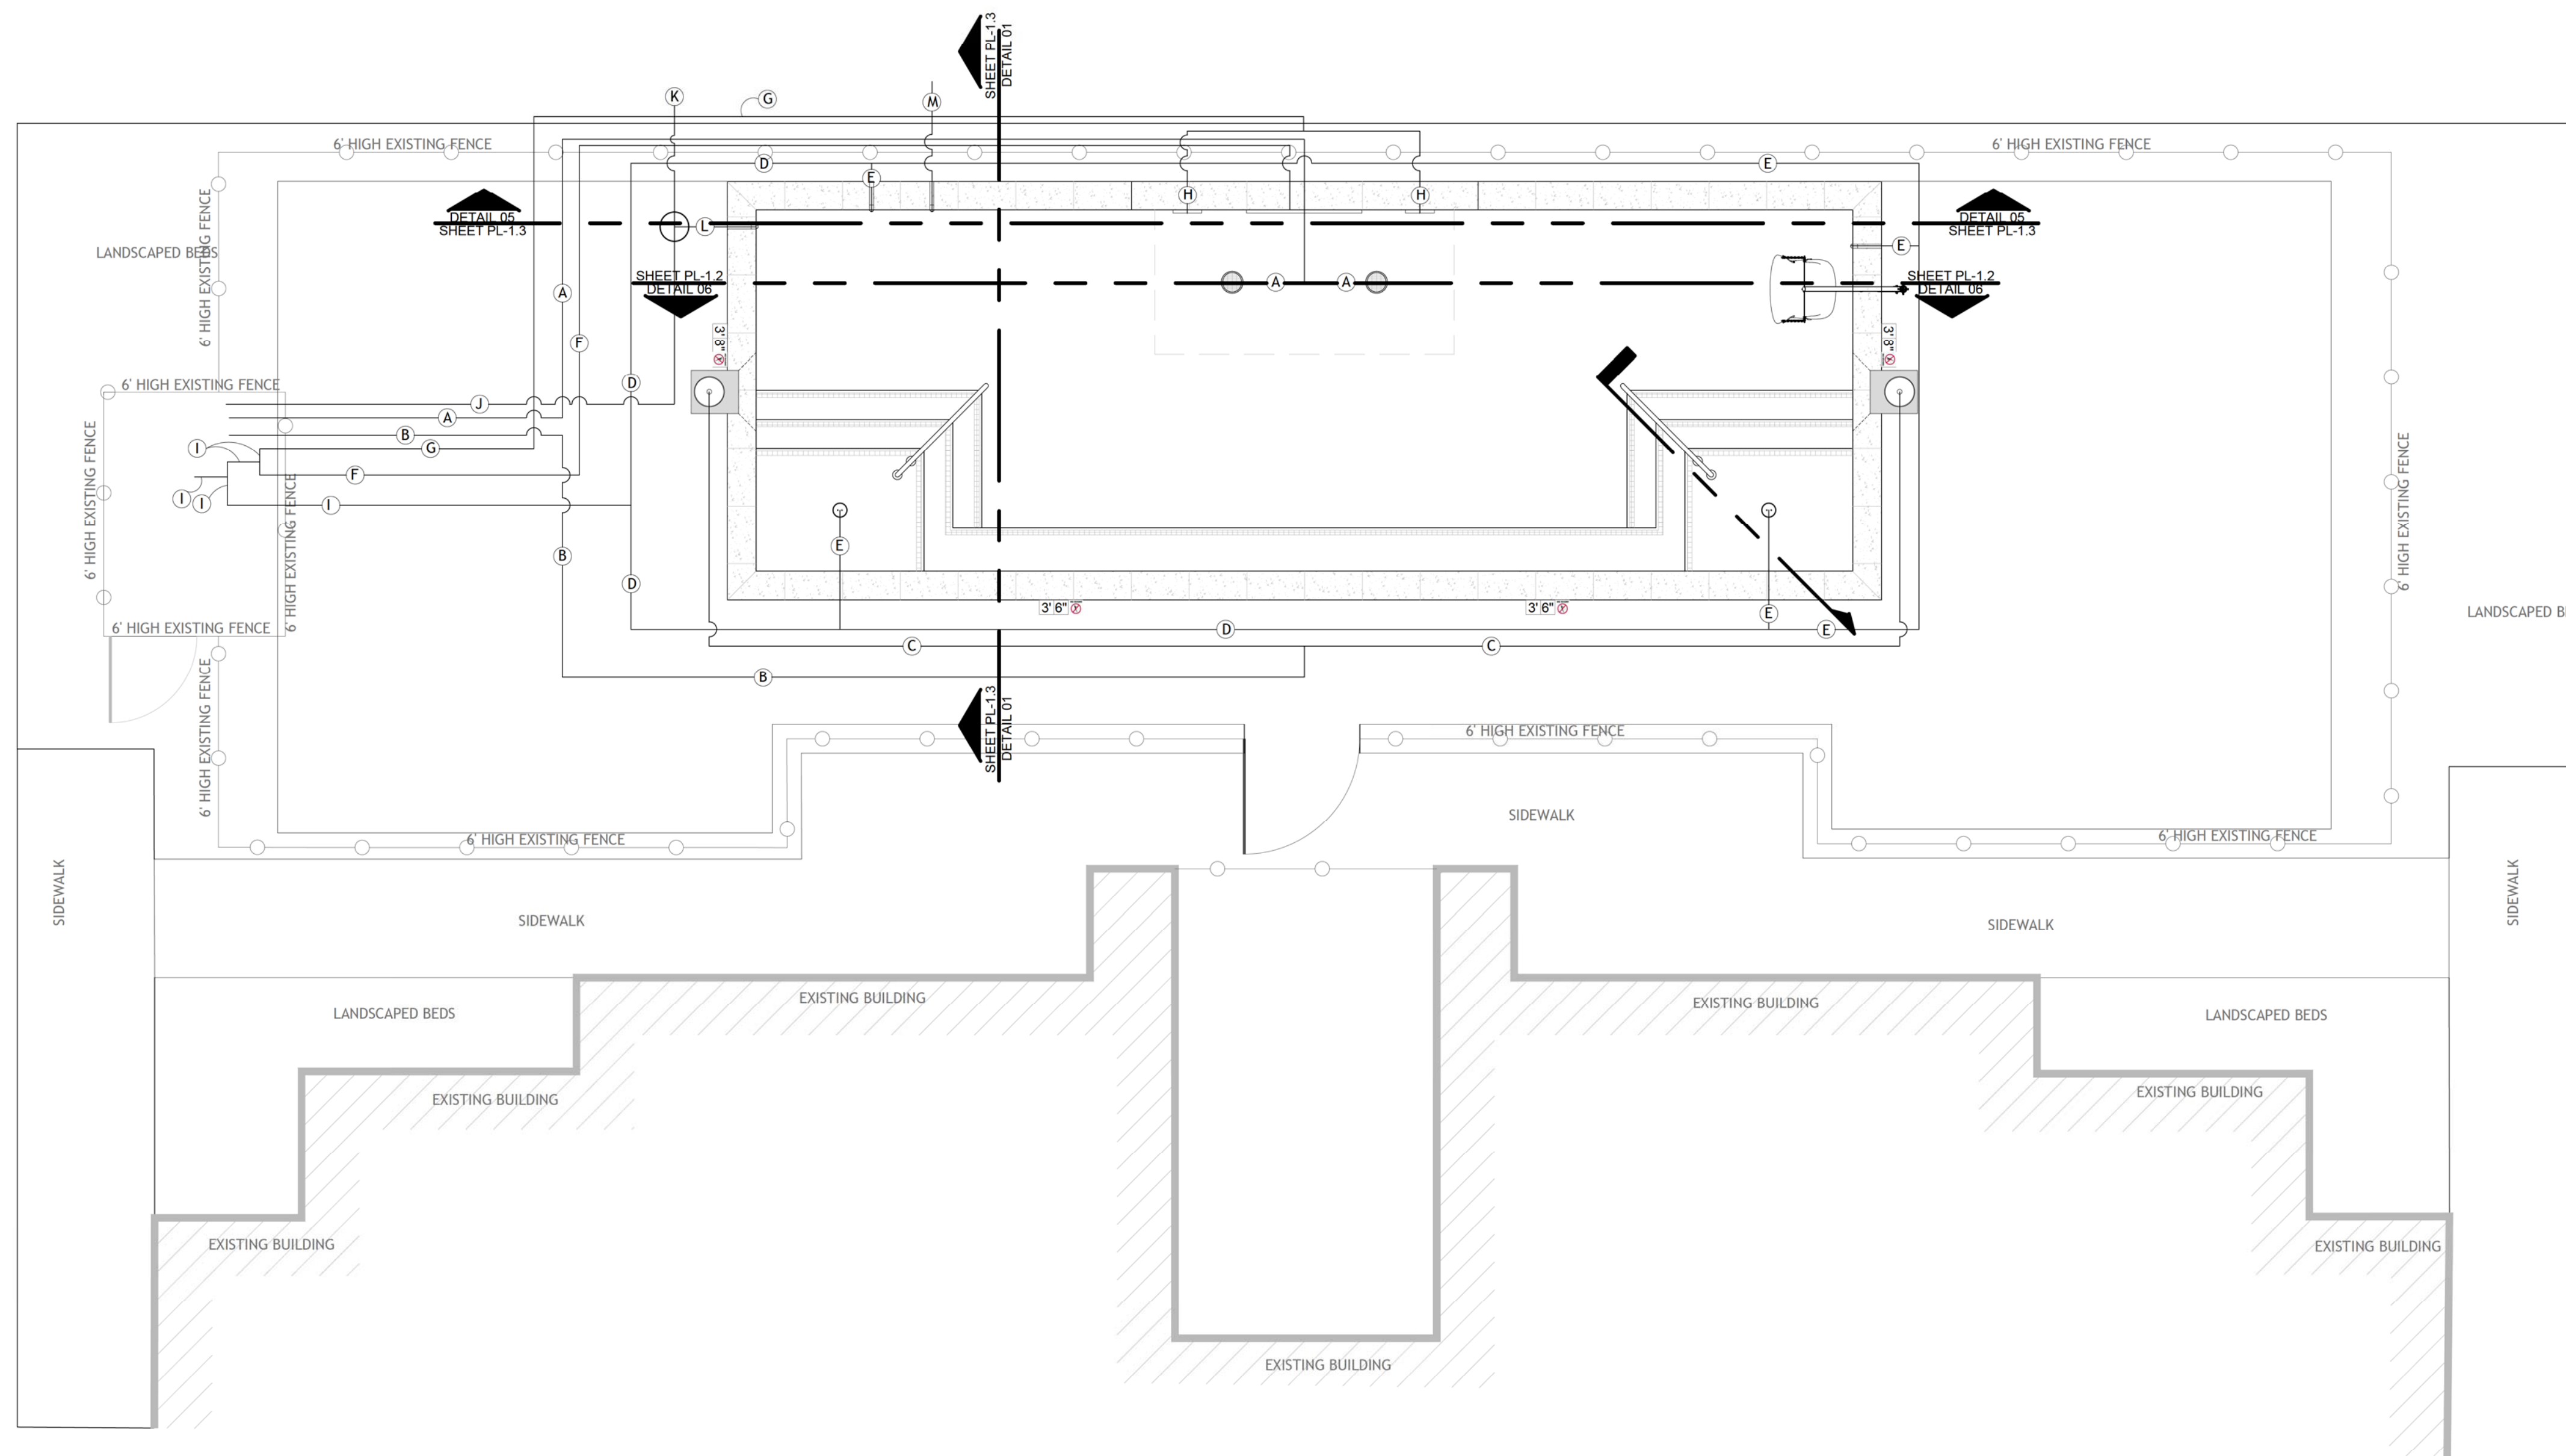 SHEET PL-1.3
DETAIL 01
K
G
M
6' HIGH EXISTING FENCE
6' HIGH EXISTING FENCE
D
E
E
H
H
6' HIGH EXISTING FENCE
DETAIL 05
SHEET PL-1.3
L
DETAIL 05
SHEET PL-1.3
LANDSCAPED BEDS
E
SHEET PL-1.2
DETAIL 06
A
A
A
SHEET PL-1.2
DETAIL 06
F
3' 8"
3' 8"
6' HIGH EXISTING FENCE
D
J
A
B
G
I
F
I
I
I
6' HIGH EXISTING FENCE
6' HIGH EXISTING FENCE
6' HIGH EXISTING FENCE
E
B
D
3' 6"
3' 6"
E
LANDSCAPED B
6' HIGH EXISTING FENCE
D
E
C
C
B
6' HIGH EXISTING FENCE
SHEET PL-1.3
DETAIL 01
6' HIGH EXISTING FENCE
SIDEWALK
6' HIGH EXISTING FENCE
6' HIGH EXISTING FENCE
SIDEWALK
SIDEWALK
SIDEWALK
SIDEWALK
EXISTING BUILDING
EXISTING BUILDING
LANDSCAPED BEDS
LANDSCAPED BEDS
EXISTING BUILDING
EXISTING BUILDING
EXISTING BUILDING
EXISTING BUILDING
EXISTING BUILDING